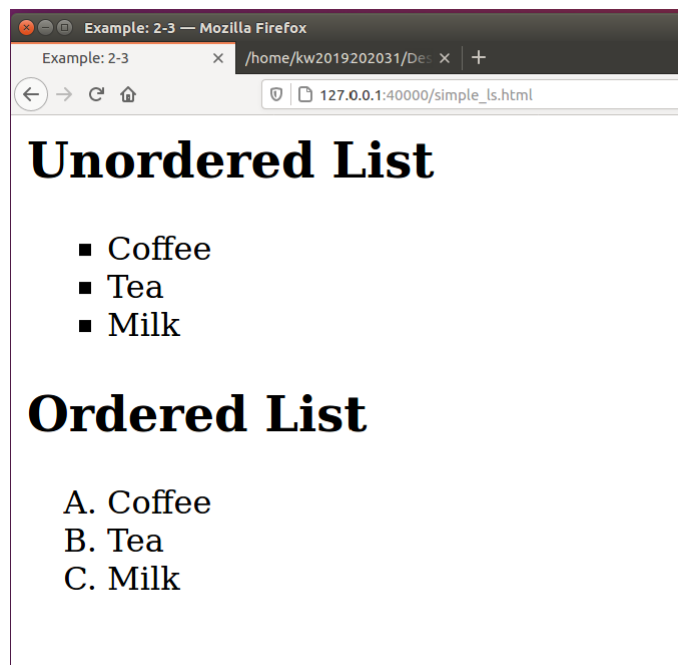 Example: 2-3 — Mozilla Firefox
Example: 2-3 /home/kw2019202031/Des
127.0.0.1:40000/simple_ls.html
Unordered List
Coffee
Tea
Milk
Ordered List
A. Coffee
B. Tea
C. Milk